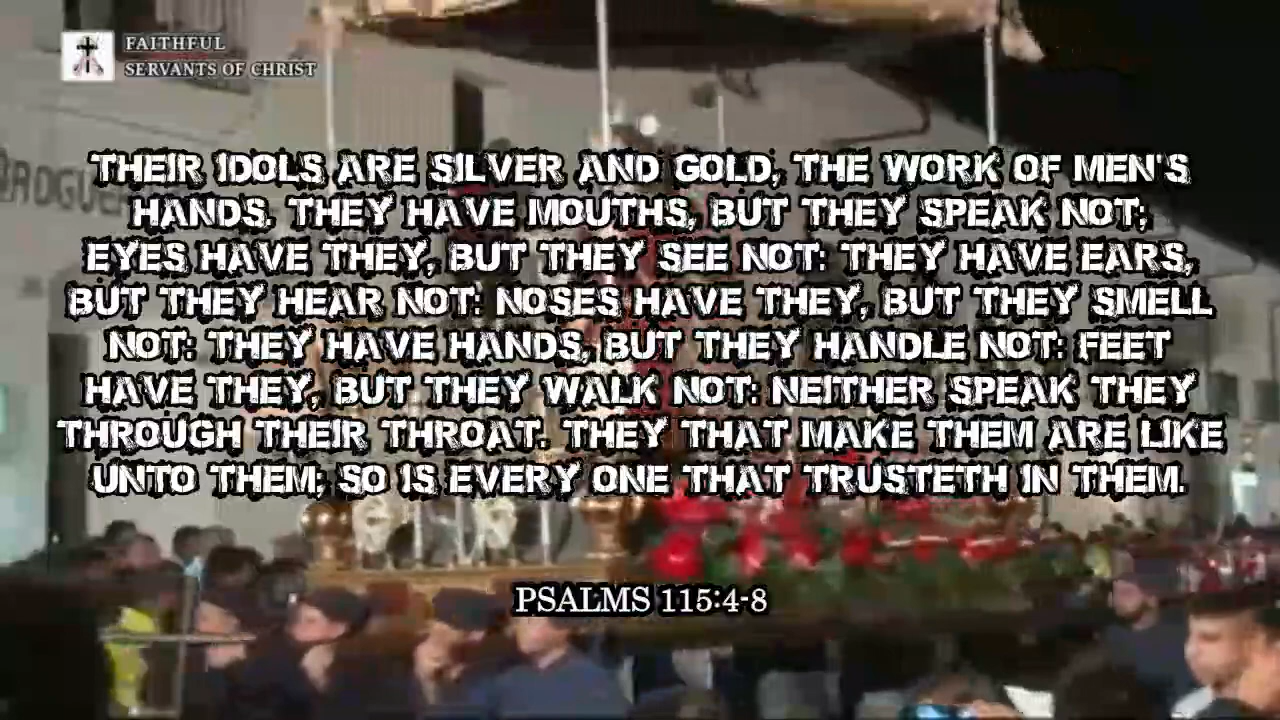 FAITHFUL
SERVANTS OF CHRIST
THEIR IDOLS ARE SILVER AND GOLD, THE WORK OF MEN'S
HANDS. THEY HAVE MOUTHS, BUT THEY SPEAK NOT;
EYES HAVE THEY, BUT THEY SEE NOT: THEY HAVE EARS,
BUT THEY HEAR NOT: NOSES HAVE THEY, BUT THEY SMELL
NOT: THEY HAVE HANDS, BUT THEY HANDLE NOT: FEET
HAVE THEY, BUT THEY WALK NOT: NEITHER SPEAK THEY
THROUGH THEIR THROAT. THEY THAT MAKE THEM ARE LIKE
UNTO THEM; SO IS EVERY ONE THAT TRUSTETH IN THEM.
PSALMS 115:4-8